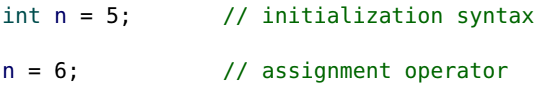 int n = 5;       // initialization syntax
n = 6;           // assignment operator